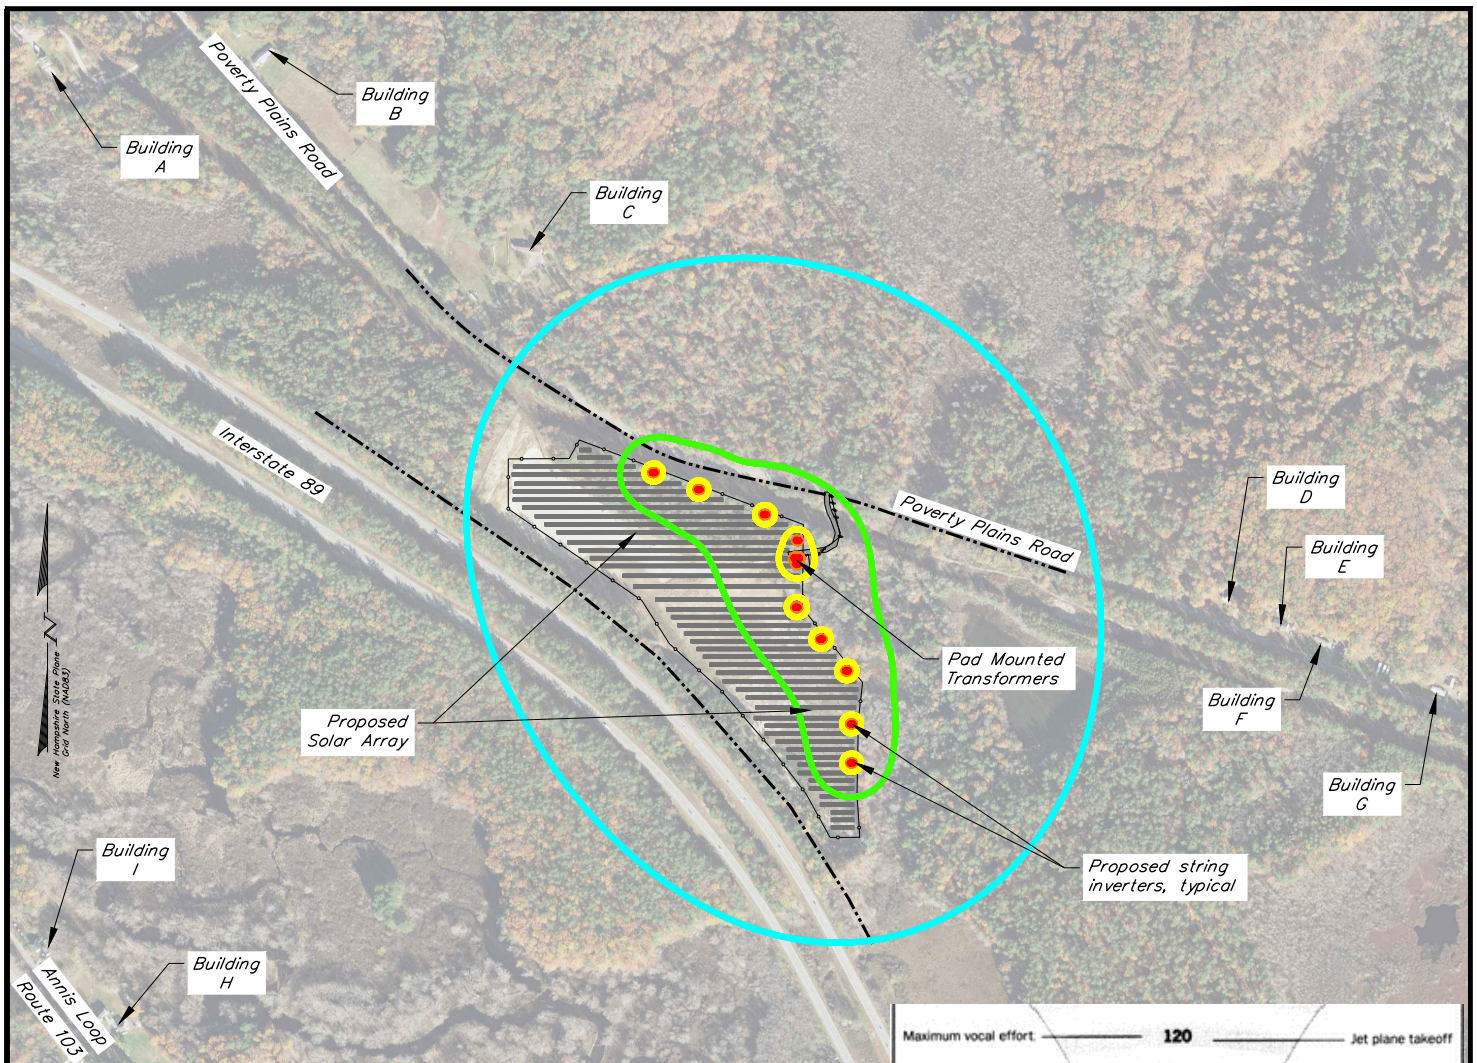 Poverty Plains Road
Building
B
Building
A
Building
C
Interstate 89
Building
D
Poverty Plains Road
Building
E
N
New Hampshire State Plane
Grid North (NAD83)
Pad Mounted
Transformers
Building
F
Proposed
Solar Array
Building
G
Building
I
Proposed string
inverters, typical
Building
H
Annis Loop
Route 103
Maximum vocal effort 120 Jet plane takeoff